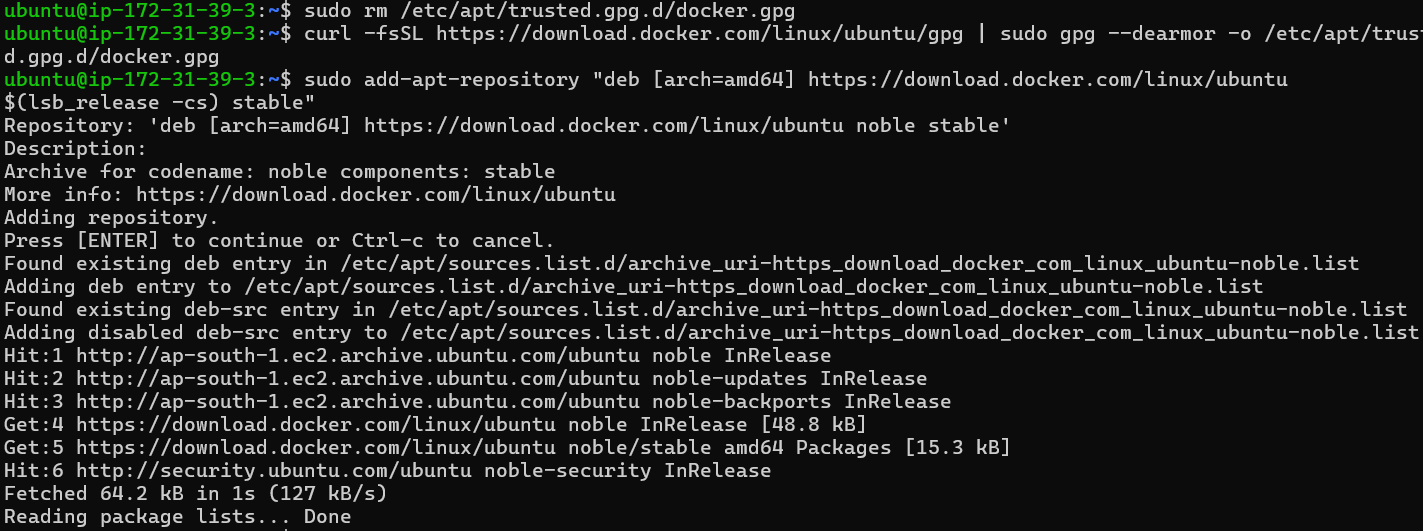 ubuntu@ip-172-31-39-3:~$ sudo rm /etc/apt/trusted.gpg.d/docker.gpg
ubuntu@ip-172-31-39-3:~$ curl -fsSL https://download.docker.com/linux/ubuntu/gpg | sudo gpg --dearmor -o /etc/apt/trust
d.gpg.d/docker.gpg
ubuntu@ip-172-31-39-3:~$ sudo add-apt-repository "deb [arch=amd64] https://download.docker.com/linux/ubuntu
$(lsb_release -cs) stable"
Repository: 'deb [arch=amd64] https://download.docker.com/linux/ubuntu noble stable'
Description:
Archive for codename: noble components: stable
More info: https://download.docker.com/linux/ubuntu
Adding repository.
Press [ENTER] to continue or Ctrl-c to cancel.
Found existing deb entry in /etc/apt/sources.list.d/archive_uri-https_download_docker_com_linux_ubuntu-noble.list
Adding deb entry to /etc/apt/sources.list.d/archive_uri-https_download_docker_com_linux_ubuntu-noble.list
Found existing deb-src entry in /etc/apt/sources.list.d/archive_uri-https_download_docker_com_linux_ubuntu-noble.list
Adding disabled deb-src entry to /etc/apt/sources.list.d/archive_uri-https_download_docker_com_linux_ubuntu-noble.list
Hit:1 http://ap-south-1.ec2.archive.ubuntu.com/ubuntu noble InRelease
Hit:2 http://ap-south-1.ec2.archive.ubuntu.com/ubuntu noble-updates InRelease
Hit:3 http://ap-south-1.ec2.archive.ubuntu.com/ubuntu noble-backports InRelease
Get:4 https://download.docker.com/linux/ubuntu noble InRelease [48.8 kB]
Get:5 https://download.docker.com/linux/ubuntu noble/stable amd64 Packages [15.3 kB]
Hit:6 http://security.ubuntu.com/ubuntu noble-security InRelease
Fetched 64.2 kB in 1s (127 kB/s)
Reading package lists... Done